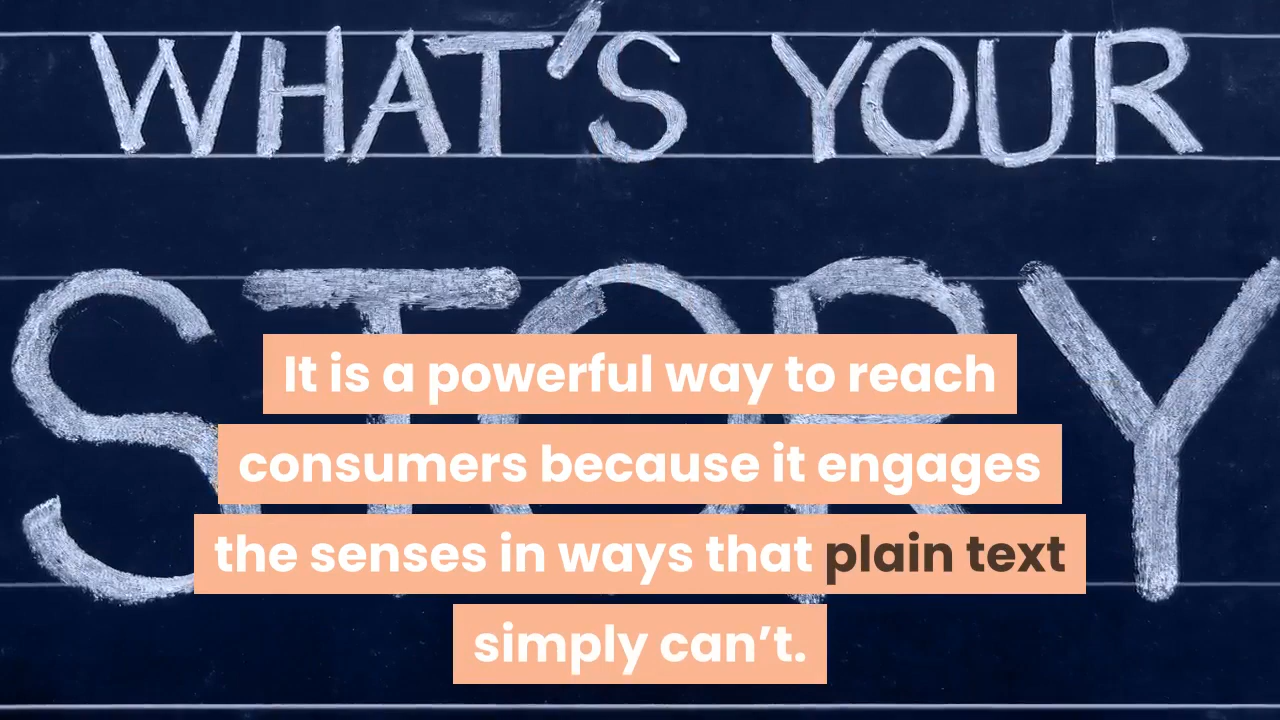 WHAT'S YOUR
STORY
It is a powerful way to reach
consumers because it engages
the senses in ways that plain text
simply can’t.